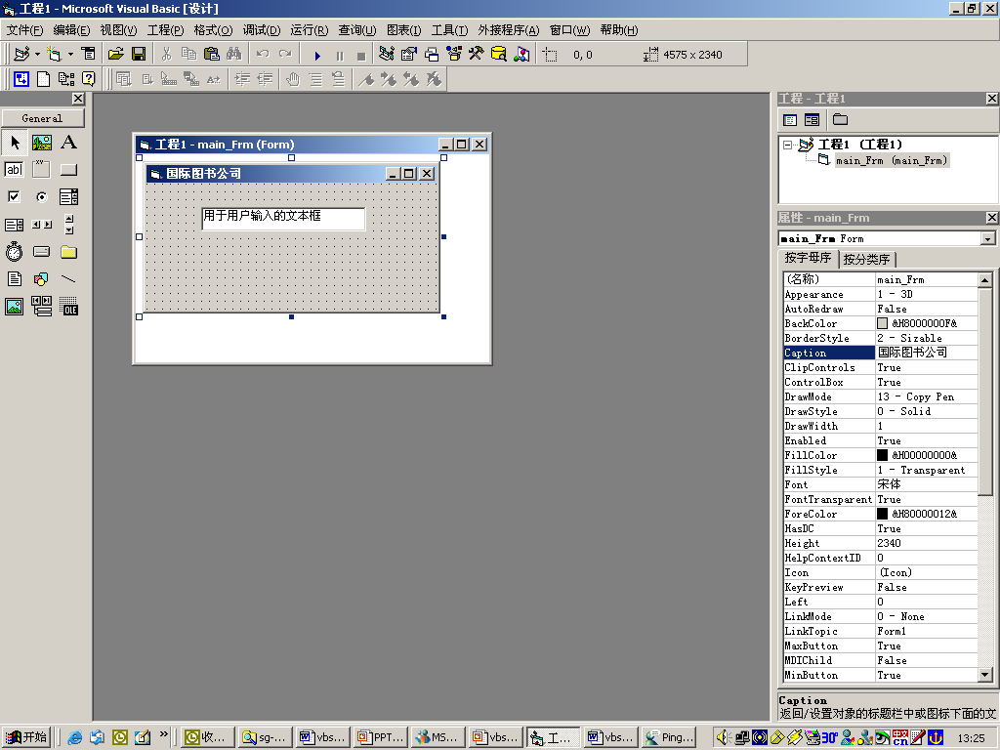 工程1 - Microsoft Visual Basic [设计]
文件(F) 编辑(E) 视图(V) 工程(P) 格式(O) 调试(D) 运行(R) 查询(U) 图表(I) 工具(T) 外接程序(A) 窗口(W) 帮助(H)
0, 0 4575 x 2340
General
A
abl
xy
OLE
工程1 - main_Frm (Form)
国际图书公司
用于用户输入的文本框
工程 - 工程1
工程1 (工程1)
main_Frm (main_Frm)
属性 - main_Frm
main_Frm Form
按字母序 按分类序
(名称) main_Frm
Appearance 1 - 3D
AutoRedraw False
BackColor &H8000000F&
BorderStyle 2 - Sizable
Caption 国际图书公司
ClipControls True
ControlBox True
DrawMode 13 - Copy Pen
DrawStyle 0 - Solid
DrawWidth 1
Enabled True
FillColor &H00000000&
FillStyle 1 - Transparent
Font 宋体
FontTransparent True
ForeColor &H80000012&
HasDC True
Height 2340
HelpContextID 0
Icon (Icon)
KeyPreview False
Left 0
LinkMode 0 - None
LinkTopic Form1
MaxButton True
MDIChild False
MinButton True
Caption
返回/设置对象的标题栏中或图标下面的文
开始 » 收... sg-... vbs... PPT... MS... vbs... 工... vbs... Ping... 30° 中文 cn 13:25